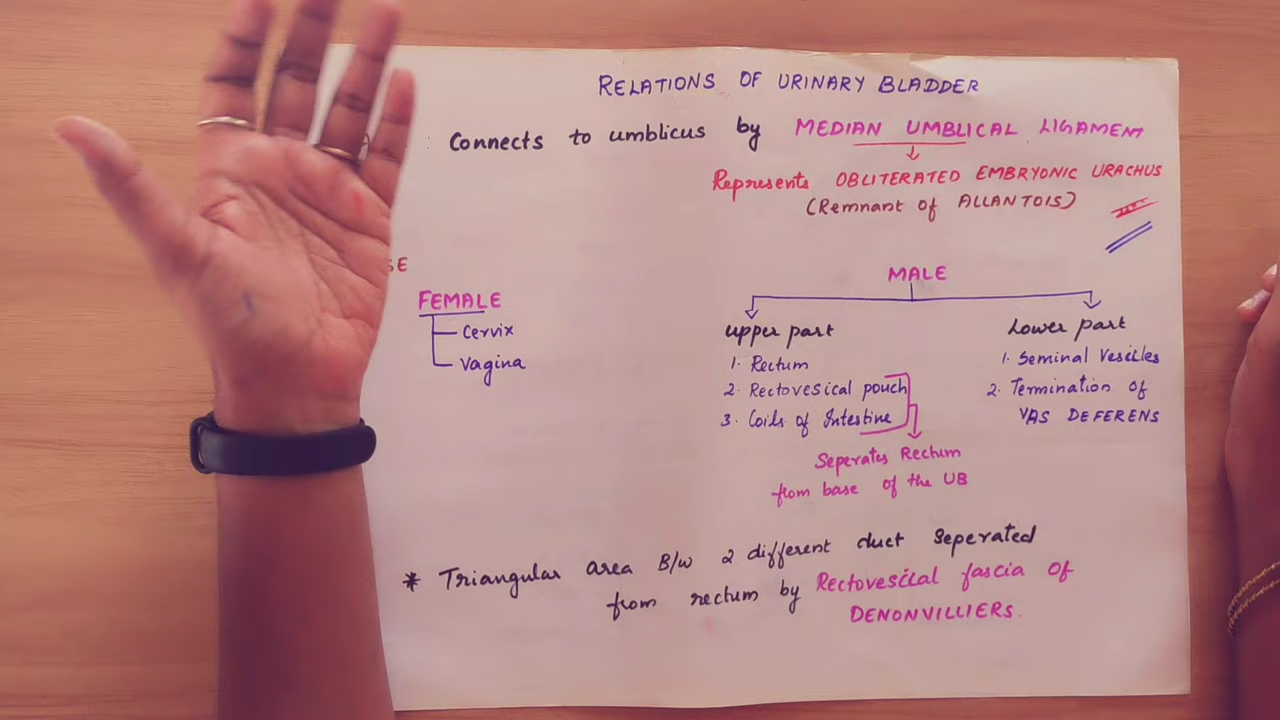 RELATIONS OF URINARY BLADDER
: Connects to umblicus by MEDIAN UMBLICAL LIGAMENT
Represents OBLITERATED EMBRYONIC URACHUS
(Remnant of ALLANTOIS)
SE
FEMALE
Cervix
Vagina
MALE
upper part
1. Rectum
2. Rectovesical pouch
3. Coils of Intestine
Seperates Rectum
from base of the UB
Lower part
1. Seminal Vesicles
2. Termination of
VAS DEFERENS
* Triangular area B/w 2 different duct seperated
from rectum by Rectovesical fascia of
DENONVILLIERS.